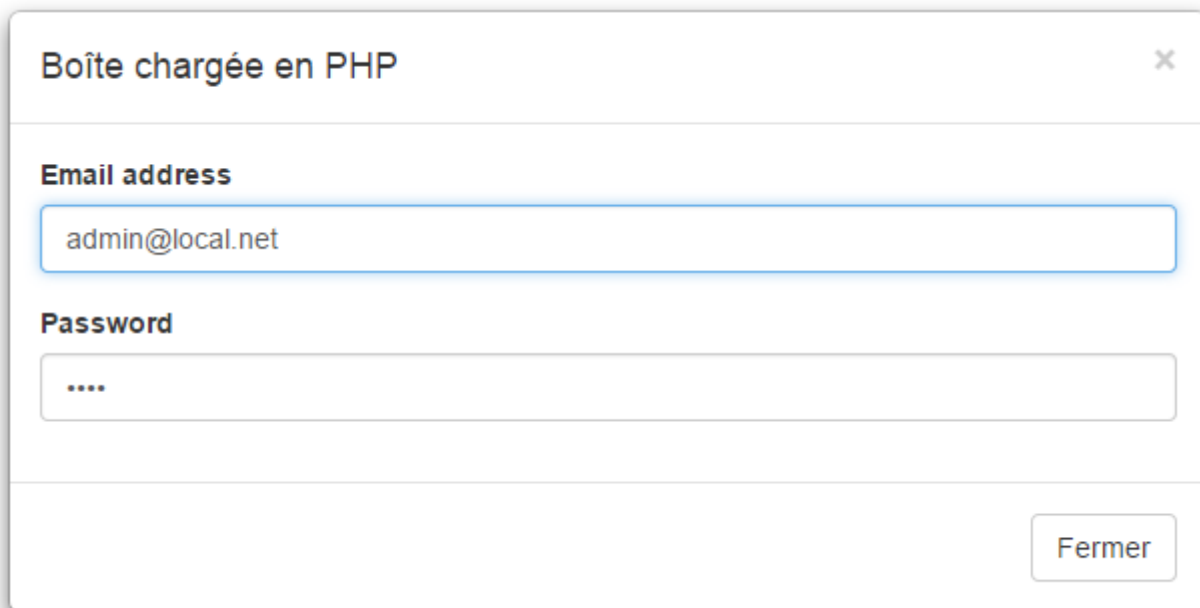 Boîte chargée en PHP
×
Email address
admin@local.net
Password
••••
Fermer